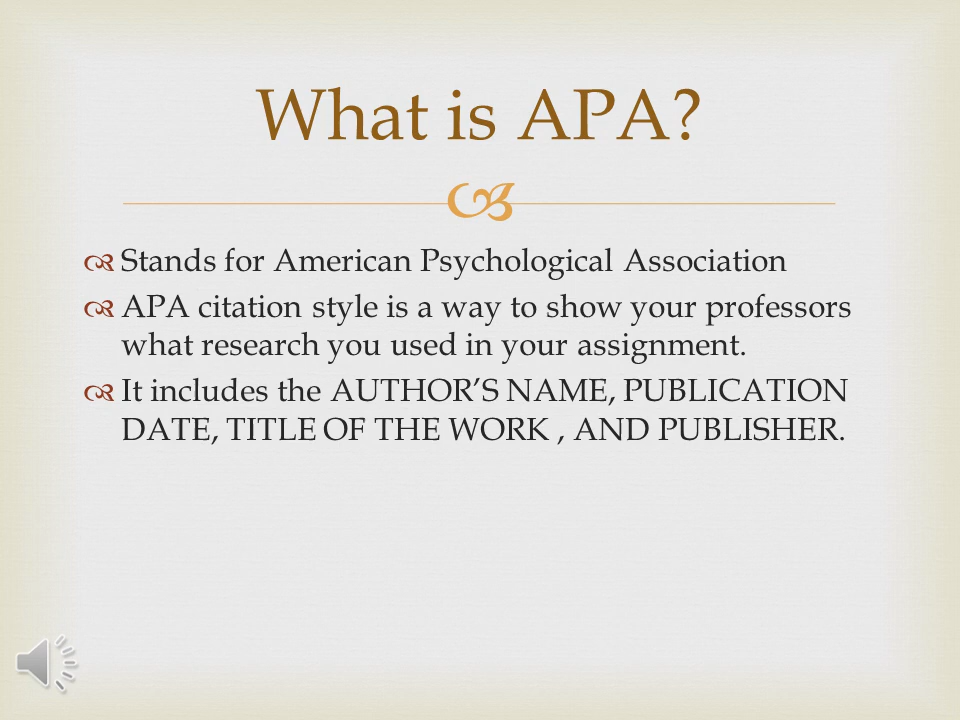 What is APA?
Stands for American Psychological Association
APA citation style is a way to show your professors
what research you used in your assignment.
It includes the AUTHOR’S NAME, PUBLICATION
DATE, TITLE OF THE WORK , AND PUBLISHER.